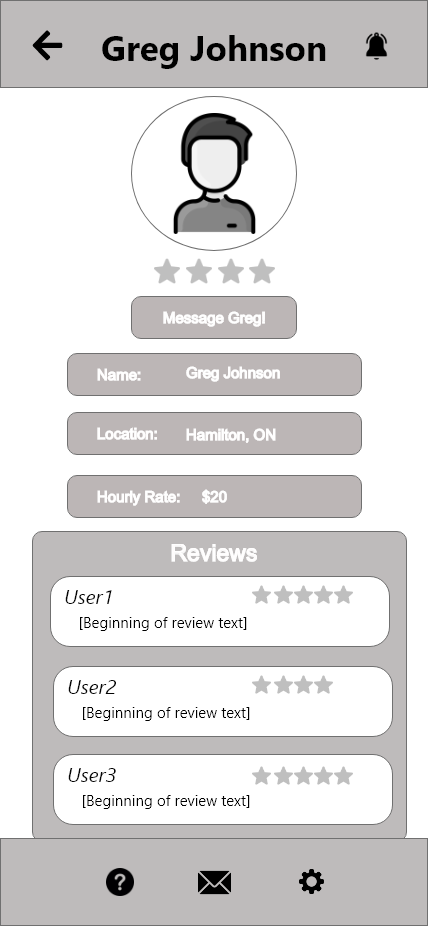 Greg Johnson
Message Greg!
Name: Greg Johnson
Location: Hamilton, ON
Hourly Rate: $20
Reviews
User1
[Beginning of review text]
User2
[Beginning of review text]
User3
[Beginning of review text]
?